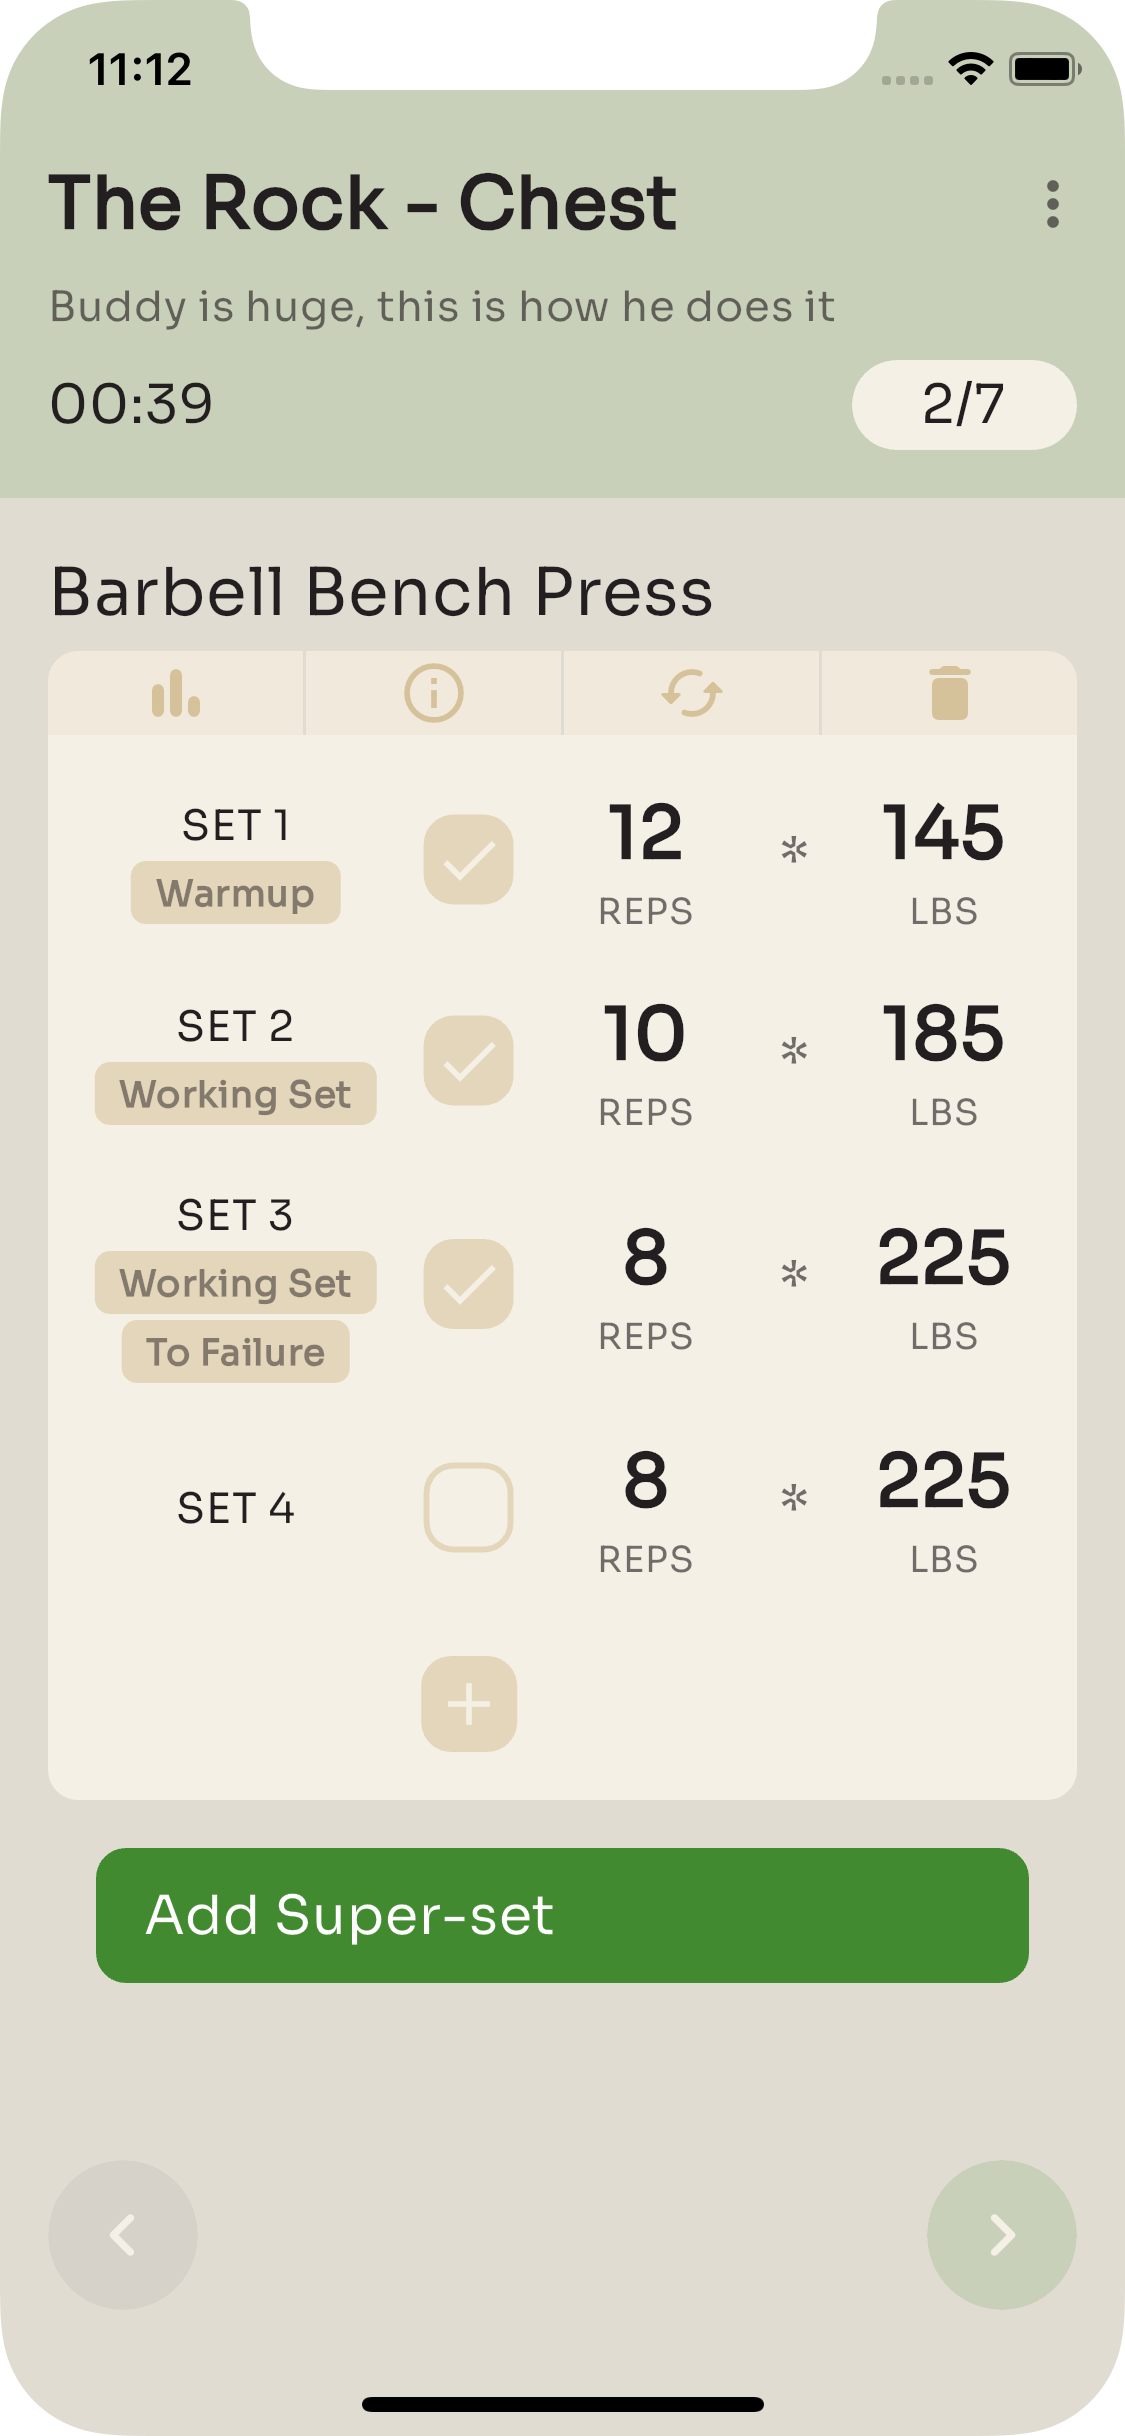 11:12
The Rock - Chest
Buddy is huge, this is how he does it
00:39
2/7
Barbell Bench Press
SET 1
Warmup
12
REPS
*
145
LBS
SET 2
Working Set
10
REPS
*
185
LBS
SET 3
Working Set
To Failure
8
REPS
*
225
LBS
SET 4
8
REPS
*
225
LBS
Add Super-set